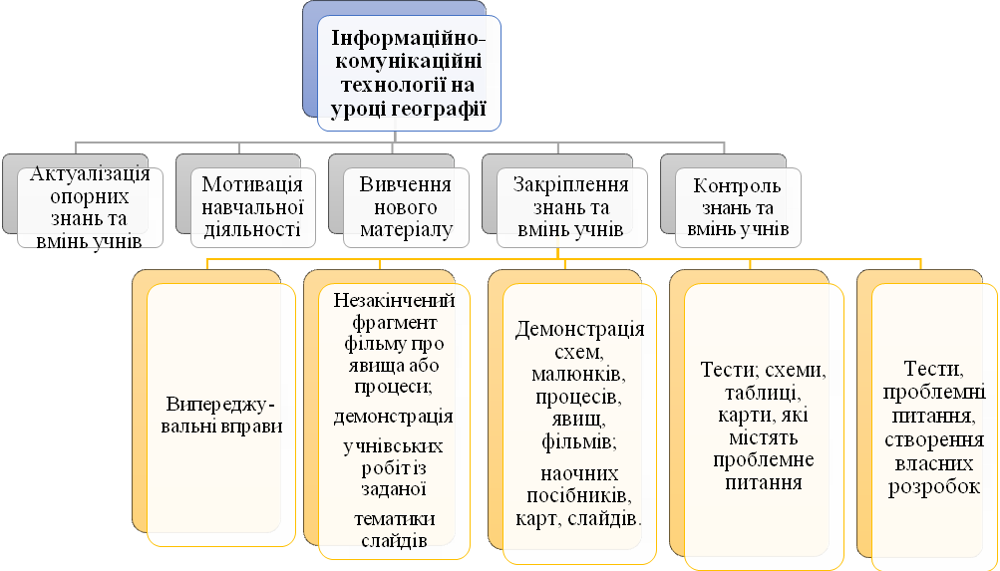 Інформаційно-
комунікаційні
технології на
уроці географії
Актуалізація
опорних
знань та
вмінь учнів
Мотивація
навчальної
діяльності
Вивчення
нового
матеріалу
Закріплення
знань та
вмінь учнів
Контроль
знань та
вмінь учнів
Випереджу-
вальні вправи
Незакінчений
фрагмент
фільму про
явища або
процеси;
демонстрація
учнівських
робіт із
заданої
тематики
слайдів
Демонстрація
схем,
малюнків,
процесів,
явищ,
фільмів;
наочних
посібників,
карт, слайдів.
Тести; схеми,
таблиці,
карти, які
містять
проблемне
питання
Тести,
проблемні
питання,
створення
власних
розробок